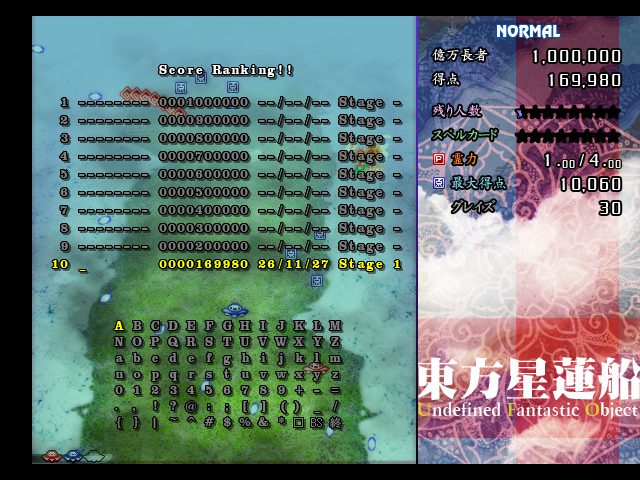 Score Ranking!!
1 -------- 0001000000 --/--/-- Stage -
2 -------- 0000900000 --/--/-- Stage -
3 -------- 0000800000 --/--/-- Stage -
4 -------- 0000700000 --/--/-- Stage -
5 -------- 0000600000 --/--/-- Stage -
6 -------- 0000500000 --/--/-- Stage -
7 -------- 0000400000 --/--/-- Stage -
8 -------- 0000300000 --/--/-- Stage -
9 -------- 0000200000 --/--/-- Stage -
10 _ 0000169980 26/11/27 Stage 1
A B C D E F G H I J K L M
N O P Q R S T U V W X Y Z
a b c d e f g h i j k l m
n o p q r s t u v w x y z
0 1 2 3 4 5 6 7 8 9 + - =
. , ! ? @ : ; [ ] ( ) _ /
{ } | ~ ^ # $ % & * □ BS 終
NORMAL
億万長者 1,000,000
得点 169,980
残り人数
スペルカード
P 霊力 1.00/4.00
点 最大得点 10,060
グレイズ 30
東方星蓮船
Undefined Fantastic Object